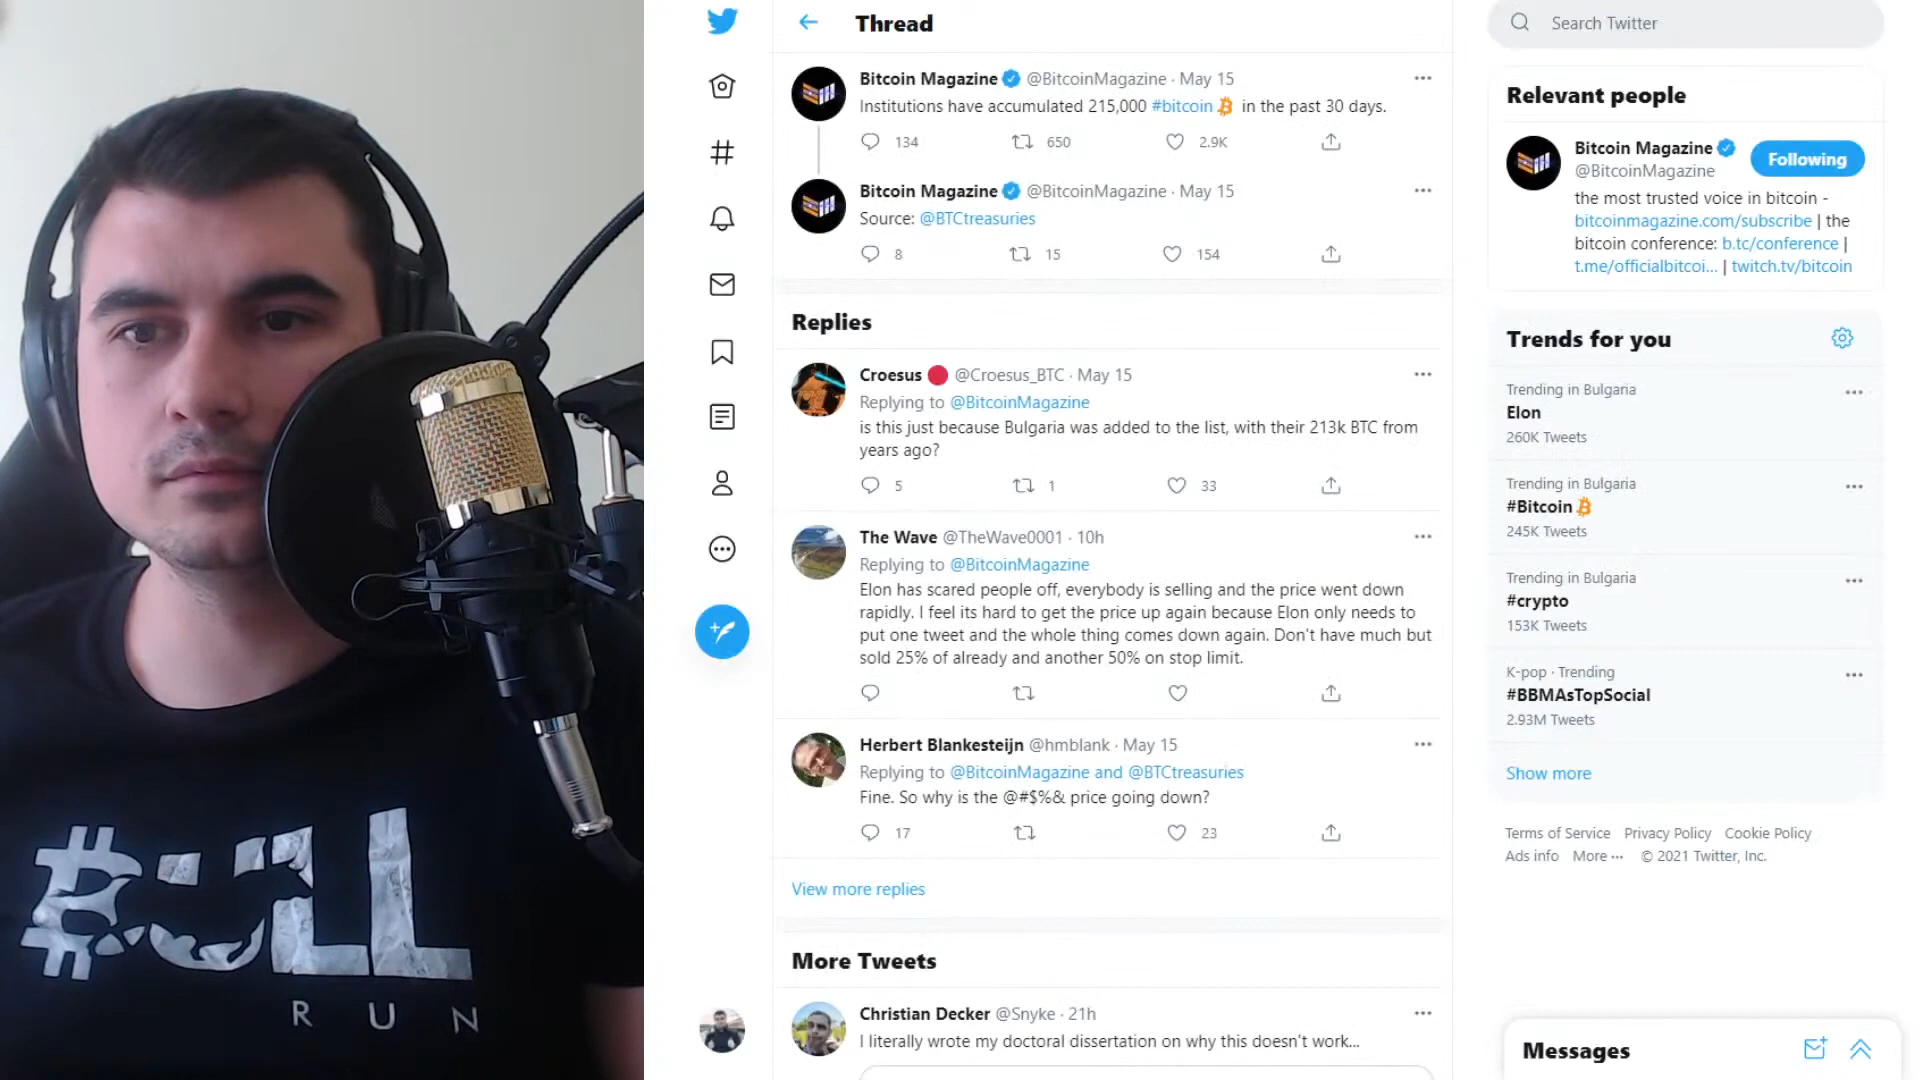 ₿ULL
RUN
Thread
Bitcoin Magazine @BitcoinMagazine · May 15
Institutions have accumulated 215,000 #bitcoin in the past 30 days.
134 650 2.9K
Bitcoin Magazine @BitcoinMagazine · May 15
Source: @BTCtreasuries
8 15 154
Replies
Croesus @Croesus_BTC · May 15
Replying to @BitcoinMagazine
is this just because Bulgaria was added to the list, with their 213k BTC from
years ago?
5 1 33
The Wave @TheWave0001 · 10h
Replying to @BitcoinMagazine
Elon has scared people off, everybody is selling and the price went down
rapidly. I feel its hard to get the price up again because Elon only needs to
put one tweet and the whole thing comes down again. Don't have much but
sold 25% of already and another 50% on stop limit.
Herbert Blankesteijn @hmblank · May 15
Replying to @BitcoinMagazine and @BTCtreasuries
Fine. So why is the @#$%& price going down?
17 23
View more replies
More Tweets
Christian Decker @Snyke · 21h
I literally wrote my doctoral dissertation on why this doesn't work...
Search Twitter
Relevant people
Bitcoin Magazine
@BitcoinMagazine
Following
the most trusted voice in bitcoin -
bitcoinmagazine.com/subscribe | the
bitcoin conference: b.tc/conference |
t.me/officialbitcoi... | twitch.tv/bitcoin
Trends for you
Trending in Bulgaria
Elon
260K Tweets
Trending in Bulgaria
#Bitcoin
245K Tweets
Trending in Bulgaria
#crypto
153K Tweets
K-pop · Trending
#BBMAsTopSocial
2.93M Tweets
Show more
Terms of Service Privacy Policy Cookie Policy
Ads info More ··· © 2021 Twitter, Inc.
Messages